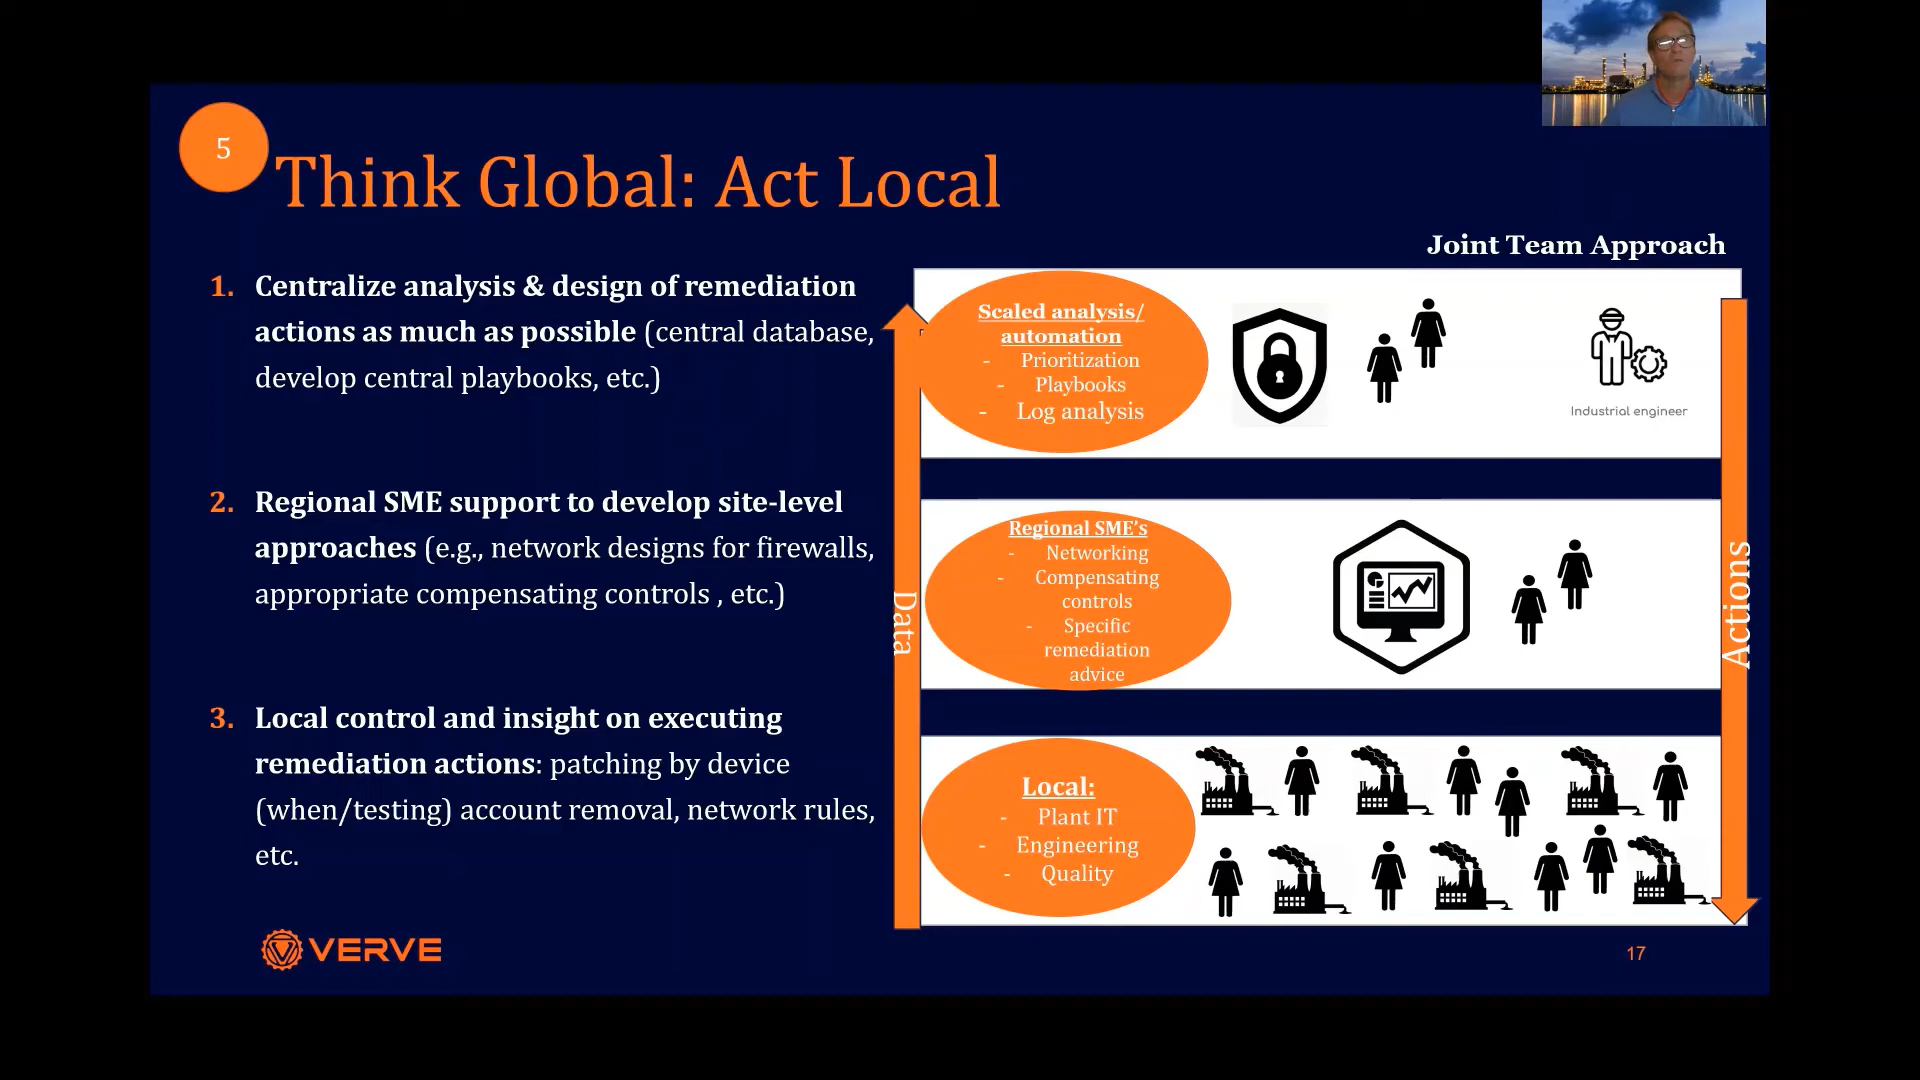 5
Think Global: Act Local
1. Centralize analysis & design of remediation
actions as much as possible (central database,
develop central playbooks, etc.)
2. Regional SME support to develop site-level
approaches (e.g., network designs for firewalls,
appropriate compensating controls , etc.)
3. Local control and insight on executing
remediation actions: patching by device
(when/testing) account removal, network rules,
etc.
Joint Team Approach
Data
Scaled analysis/
automation
- Prioritization
- Playbooks
- Log analysis
Industrial engineer
Regional SME's
- Networking
- Compensating
controls
- Specific
remediation
advice
Local:
- Plant IT
- Engineering
- Quality
Actions
VERVE
17